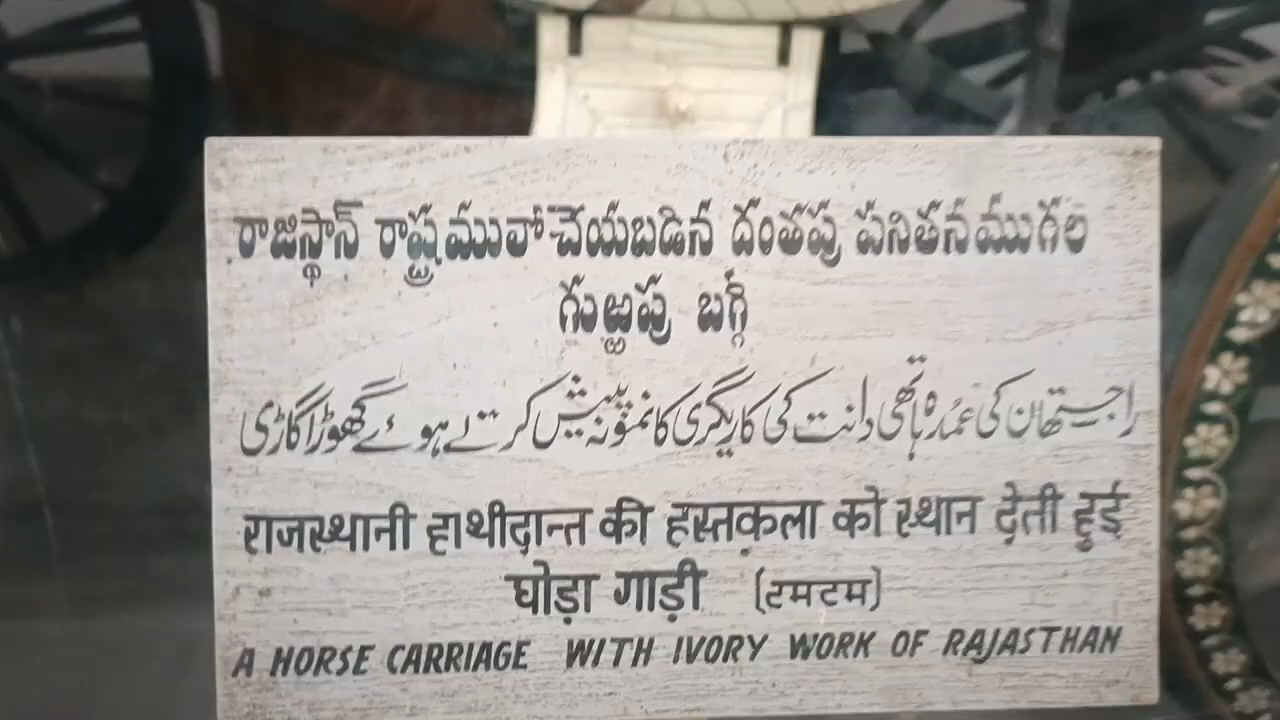 రాజస్థాన్ రాష్ట్రములో చేయబడిన దంతపు పనితనముగల
గుఱ్ఱపు బగ్గీ
راجستھان کی عمدہ ہاتھی دانت کی کاریگری کا نمونہ پیش کرتے ہوئے گھوڑا گاڑی
राजस्थानी हाथीदान्त की हस्तकला को स्थान देती हुई
घोड़ा गाड़ी (टमटम)
A HORSE CARRIAGE WITH IVORY WORK OF RAJASTHAN